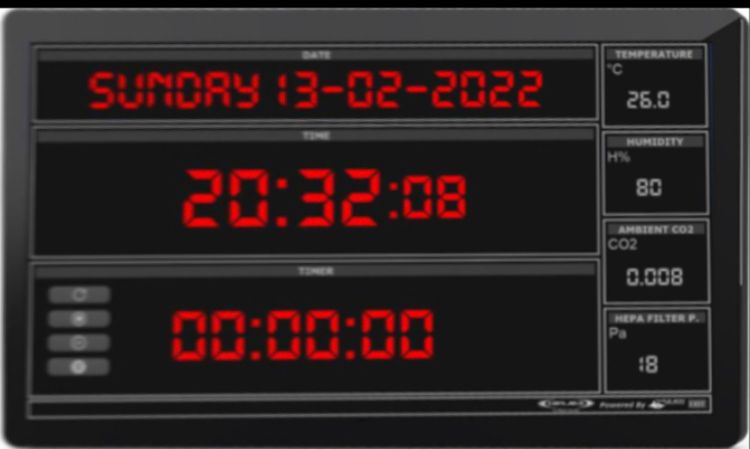 DATE
SUNDAY 13-02-2022
TIME
20:32:08
TIMER
00:00:00
TEMPERATURE
°C
26.0
HUMIDITY
H%
80
AMBIENT CO2
CO2
0.008
HEPA FILTER P.
Pa
18
Powered By